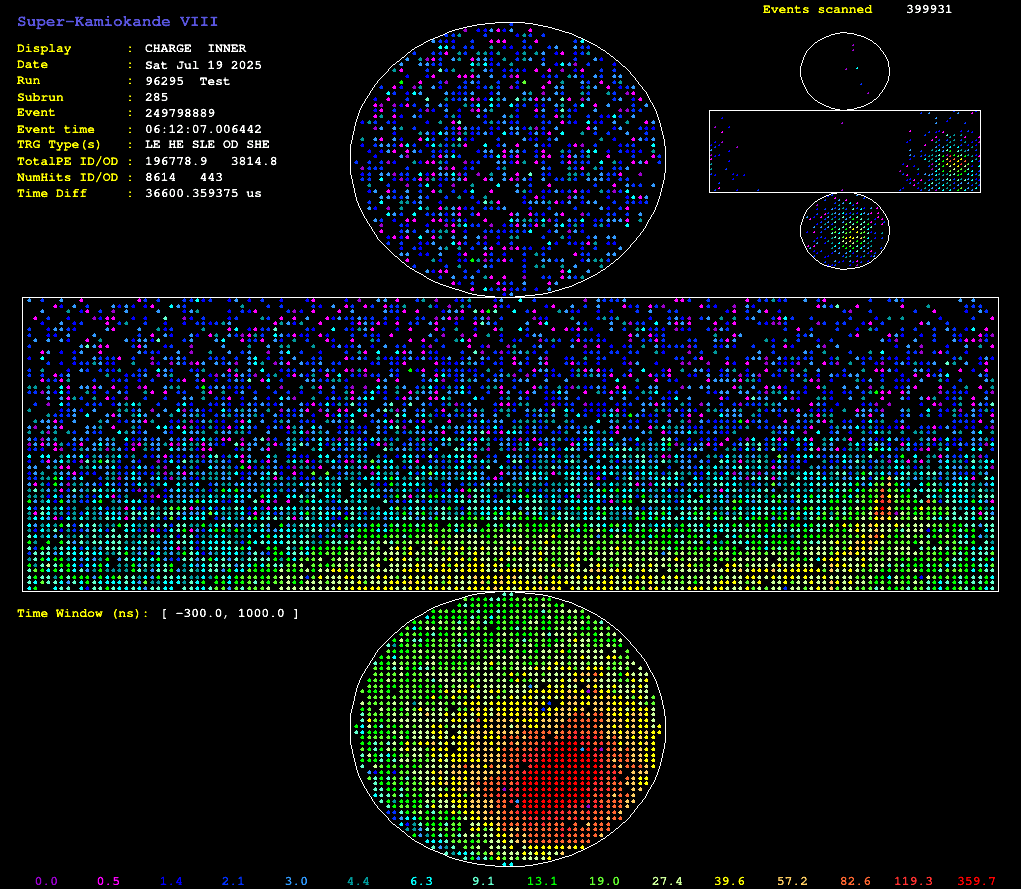 Super-Kamiokande VIII
Events scanned 399931
Display : CHARGE INNER
Date : Sat Jul 19 2025
Run : 96295 Test
Subrun : 285
Event : 249798889
Event time : 06:12:07.006442
TRG Type(s) : LE HE SLE OD SHE
TotalPE ID/OD : 196778.9 3814.8
NumHits ID/OD : 8614 443
Time Diff : 36600.359375 us
Time Window (ns): [ -300.0, 1000.0 ]
0.0 0.5 1.4 2.1 3.0 4.4 6.3 9.1 13.1 19.0 27.4 39.6 57.2 82.6 119.3 359.7